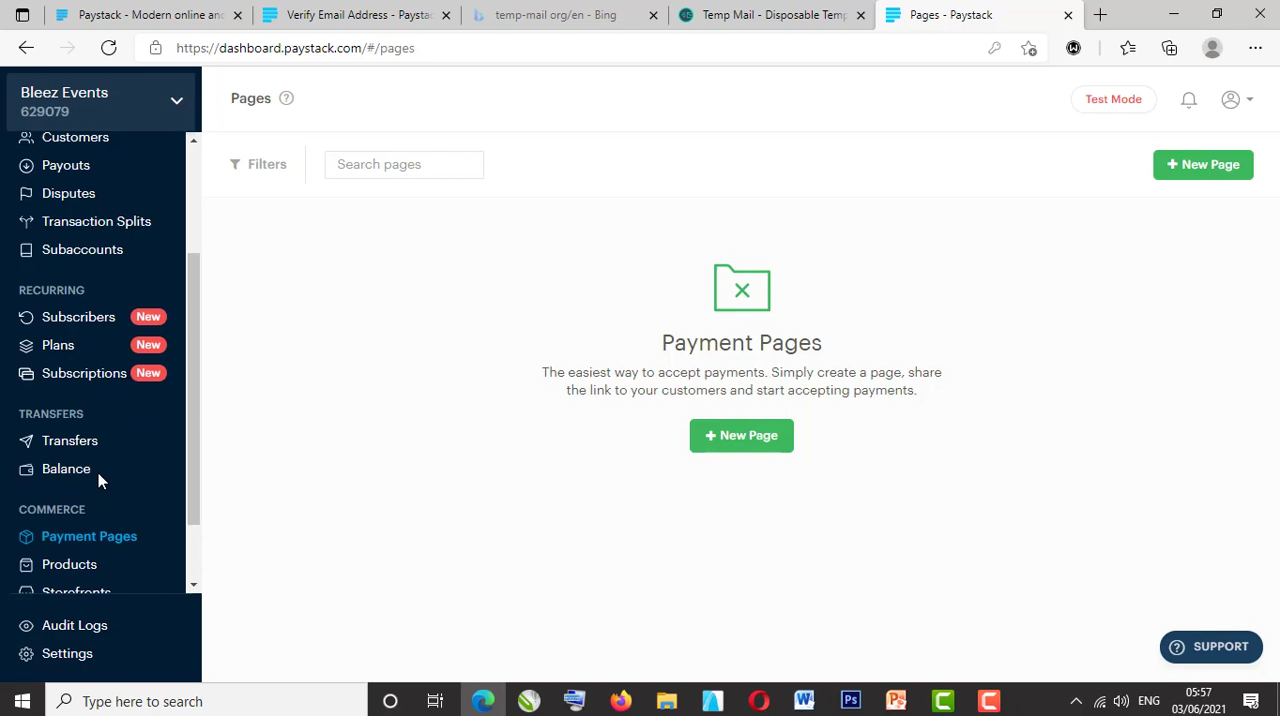 Paystack - Modern online and
Verify Email Address - Paysta
temp-mail org/en - Bing
Temp Mail - Disposable Temp
Pages - Paystack
https://dashboard.paystack.com/#/pages
Bleez Events
629079
Customers
Payouts
Disputes
Transaction Splits
Subaccounts
RECURRING
Subscribers New
Plans New
Subscriptions New
TRANSFERS
Transfers
Balance
COMMERCE
Payment Pages
Products
Storefronts
Audit Logs
Settings
Pages
Test Mode
Filters
Search pages
+ New Page
Payment Pages
The easiest way to accept payments. Simply create a page, share
the link to your customers and start accepting payments.
+ New Page
SUPPORT
Type here to search
ENG
05:57
03/06/2021